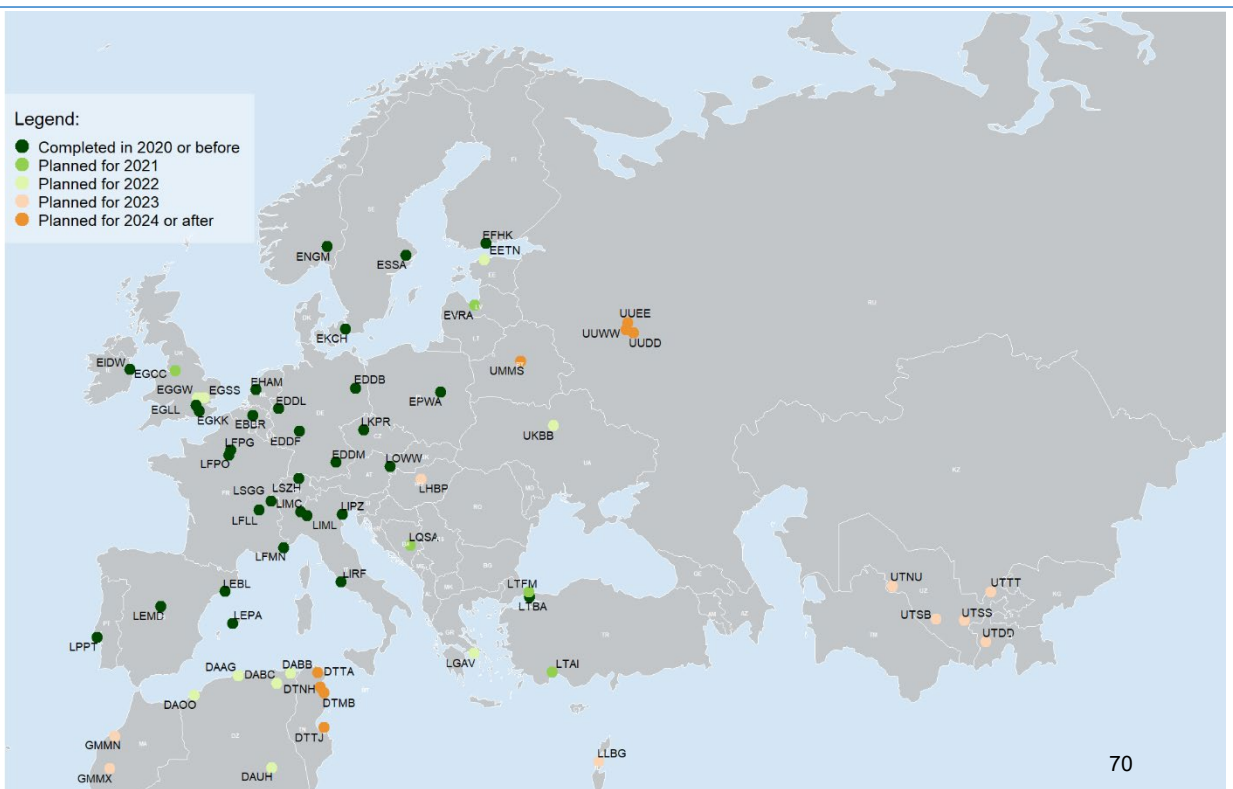 Legend:
Completed in 2020 or before
Planned for 2021
Planned for 2022
Planned for 2023
Planned for 2024 or after
EFHK
EETN
ENGM
ESSA
EVRA
EKCH
UUEE
UUWW
UUDD
UMMS
EIDW
EGCC
EGGW
EGSS
EGLL
EGKK
EHAM
EDDL
EDDB
EPWA
EBBR
EDDF
LKPR
UKBB
LFPG
LFPO
EDDM
LOWW
LSGG
LSZH
LHBP
LIMC
LIPZ
LFLL
LIML
LQSA
LFMN
LIRF
LEBL
LEMD
LEPA
LPPT
LTFM
LTBA
LGAV
LTAI
UTNU
UTTT
UTSB
UTSS
UTDD
DAAG
DABC
DABB
DTTA
DTNH
DTMB
DAOO
DTTJ
GMMN
GMMX
DAUH
LLBG
70